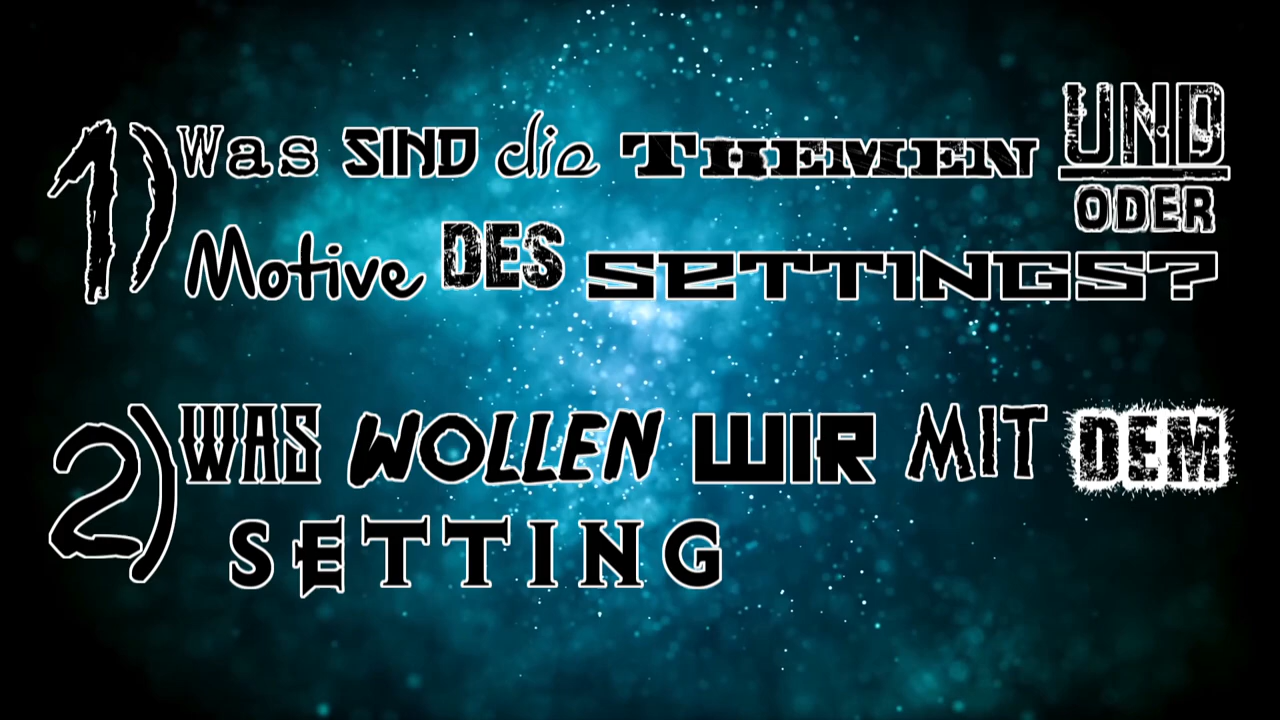 1) Was SIND die THEMEN UND
ODER
Motive DES SETTINGS?
2) WAS WOLLEN WIR MIT DEM
SETTING